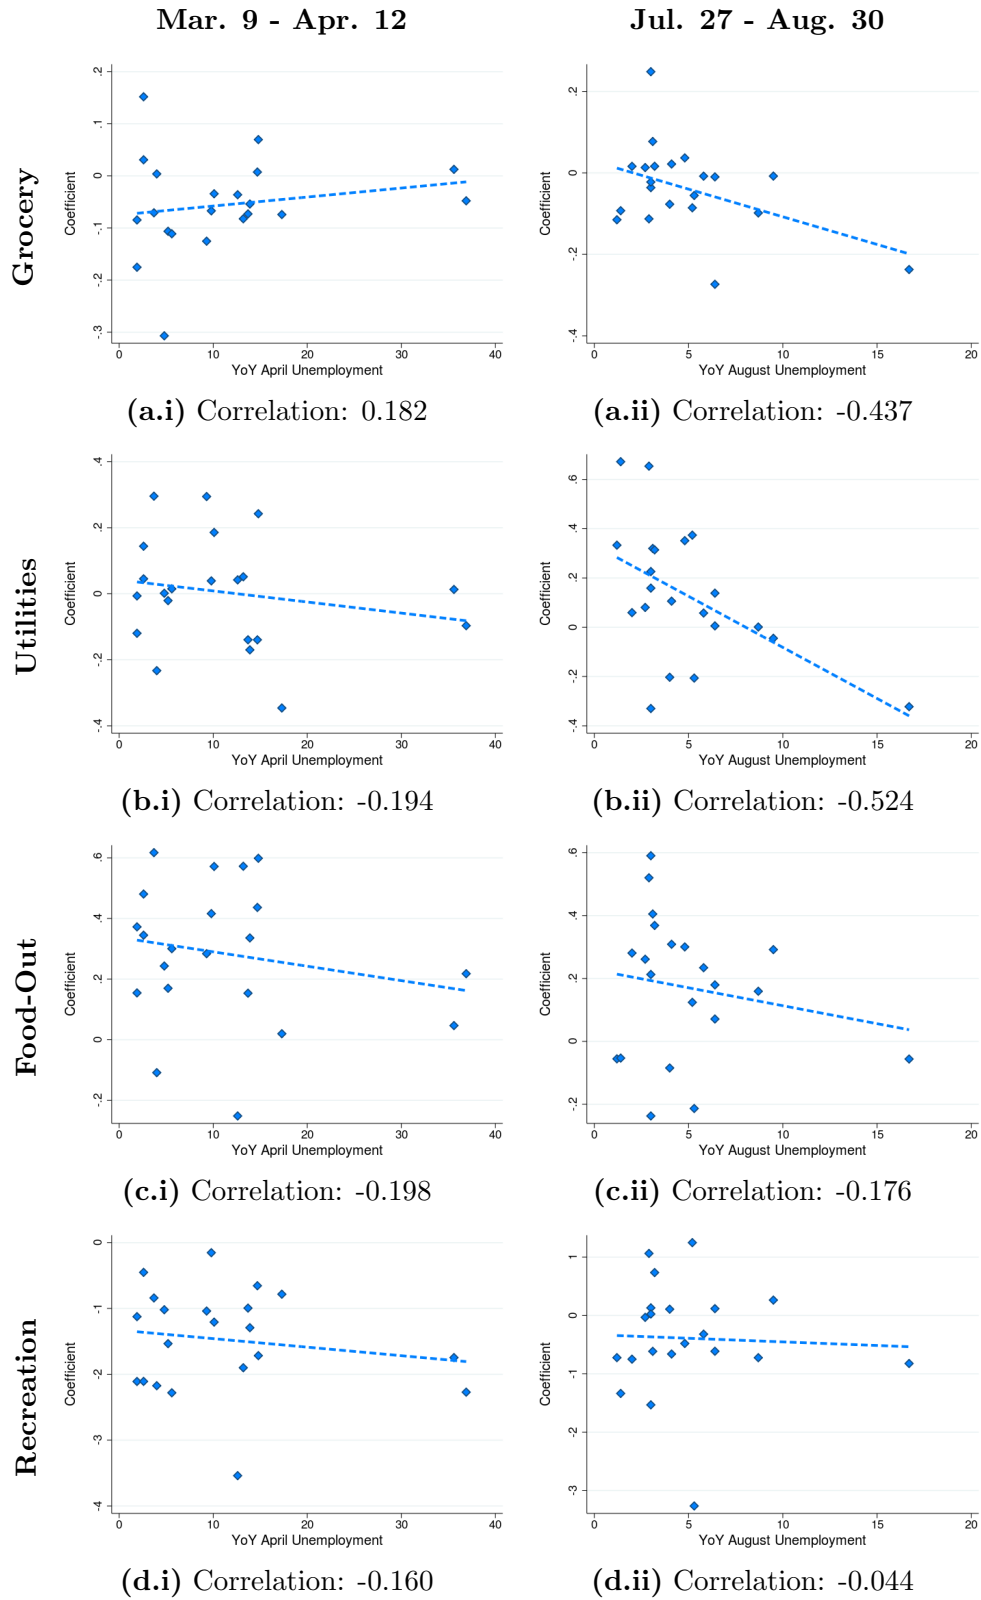 Mar. 9 - Apr. 12
Jul. 27 - Aug. 30
Grocery
Coefficient
.2
.1
0
-.1
-.2
-.3
0 10 20 30 40
YoY April Unemployment
(a.i) Correlation: 0.182
Coefficient
.2
0
-.2
-.4
0 5 10 15 20
YoY August Unemployment
(a.ii) Correlation: -0.437
Utilities
Coefficient
.4
.2
0
-.2
-.4
0 10 20 30 40
YoY April Unemployment
(b.i) Correlation: -0.194
Coefficient
.6
.4
.2
0
-.2
-.4
0 5 10 15 20
YoY August Unemployment
(b.ii) Correlation: -0.524
Food-Out
Coefficient
.6
.4
.2
0
-.2
0 10 20 30 40
YoY April Unemployment
(c.i) Correlation: -0.198
Coefficient
.6
.4
.2
0
-.2
0 5 10 15 20
YoY August Unemployment
(c.ii) Correlation: -0.176
Recreation
Coefficient
0
-1
-2
-3
-4
0 10 20 30 40
YoY April Unemployment
(d.i) Correlation: -0.160
Coefficient
1
0
-1
-2
-3
0 5 10 15 20
YoY August Unemployment
(d.ii) Correlation: -0.044